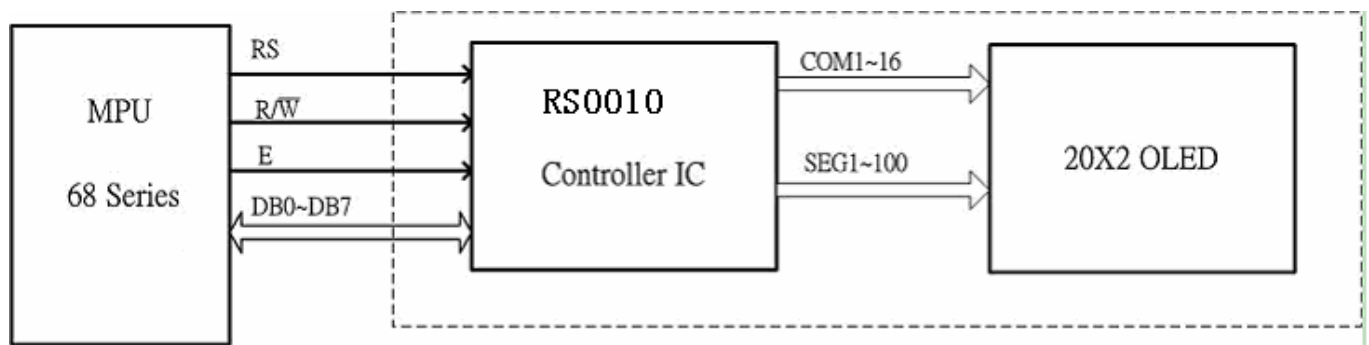 MPU
68 Series
RS
R/W̅
E
DB0~DB7
RS0010
Controller IC
COM1~16
SEG1~100
20X2 OLED